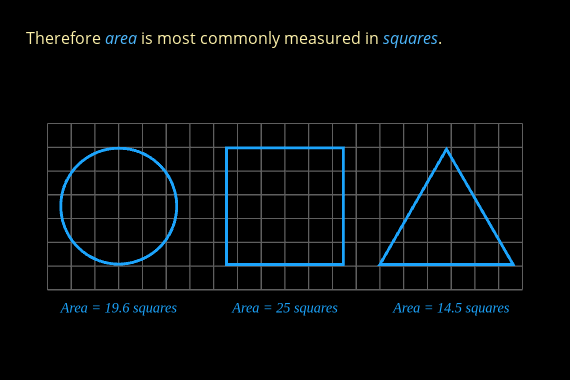 Therefore area is most commonly measured in squares.
Area = 19.6 squares
Area = 25 squares
Area = 14.5 squares